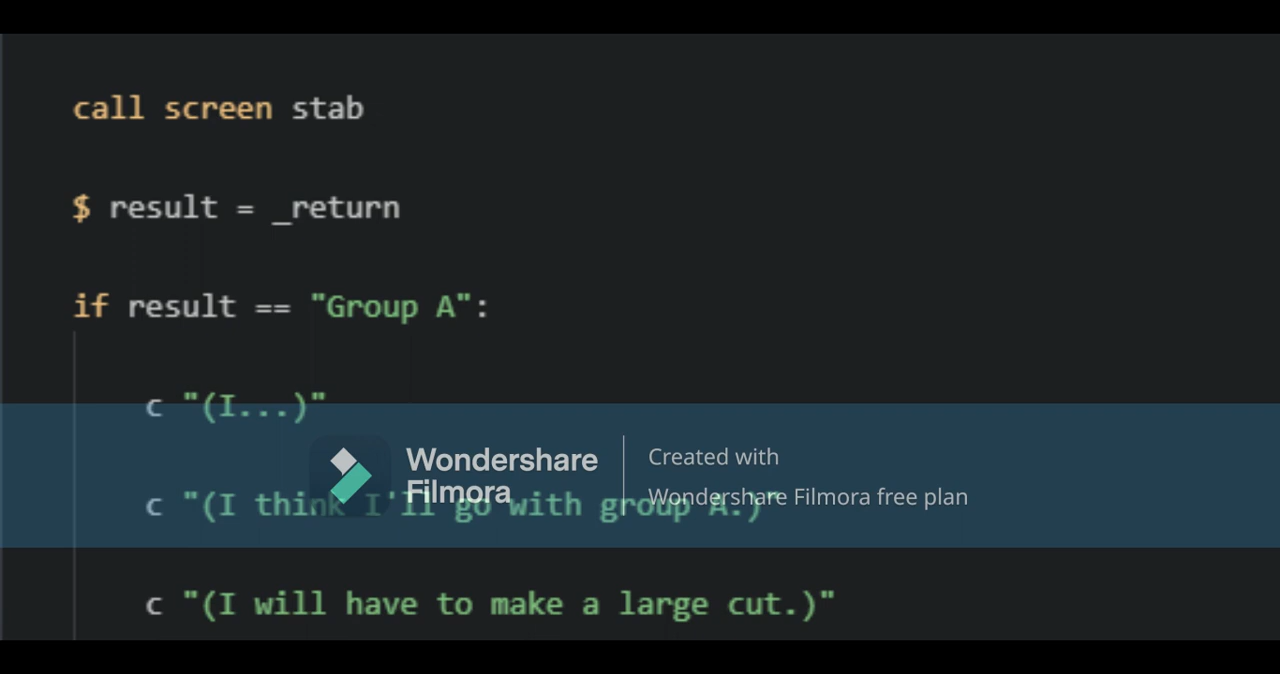 call screen stab
$ result = _return
if result == "Group A":
c "(I...)"
Wondershare
Filmora
Created with
Wondershare Filmora free plan
c "(I think I'll go with group A.)"
c "(I will have to make a large cut.)"